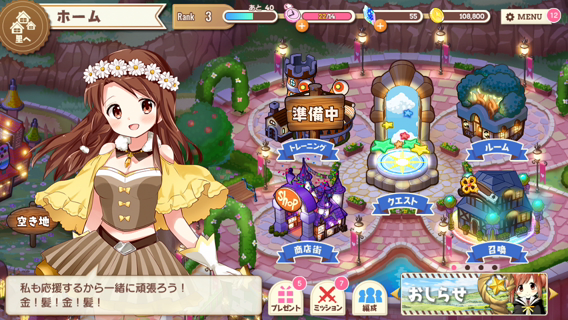 里へ
ホーム
Rank 3
あと 40
22/14
55
108,800
MENU
12
準備中
トレーニング
ルーム
クエスト
Shop
商店街
召喚
空き地
私も応援するから一緒に頑張ろう!
金!髪!金!髪!
5
プレゼント
7
ミッション
編成
おしらせ